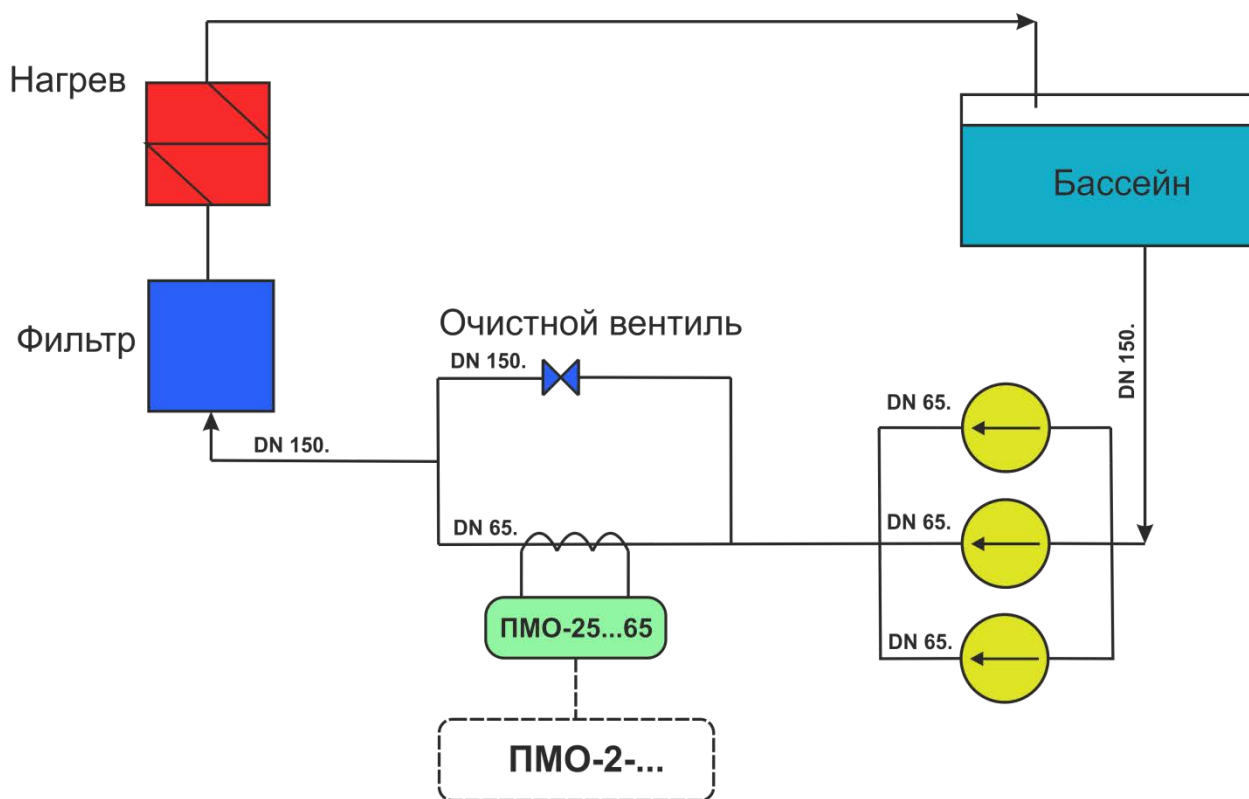 Нагрев
Бассейн
Фильтр
Очистной вентиль
DN 150.
DN 150.
DN 65.
DN 150.
DN 65.
DN 65.
ПМО-25...65
DN 65.
ПМО-2-...